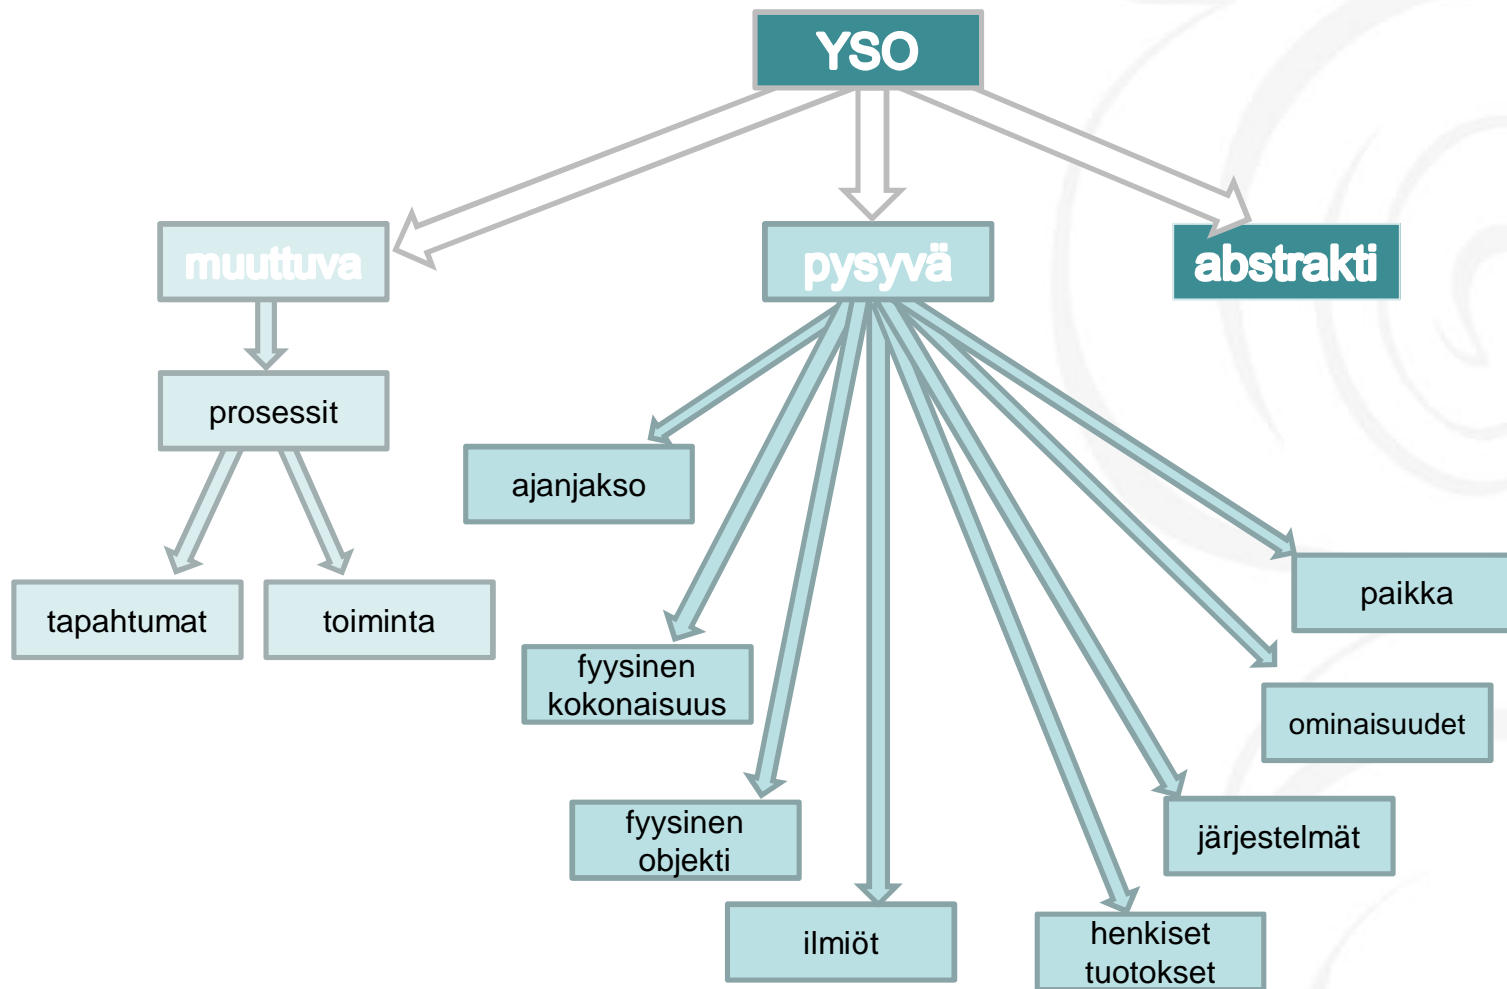 YSO
muuttuva
pysyvä
abstrakti
prosessit
ajanjakso
tapahtumat
toiminta
paikka
fyysinen
kokonaisuus
ominaisuudet
fyysinen
objekti
järjestelmät
ilmiöt
henkiset
tuotokset